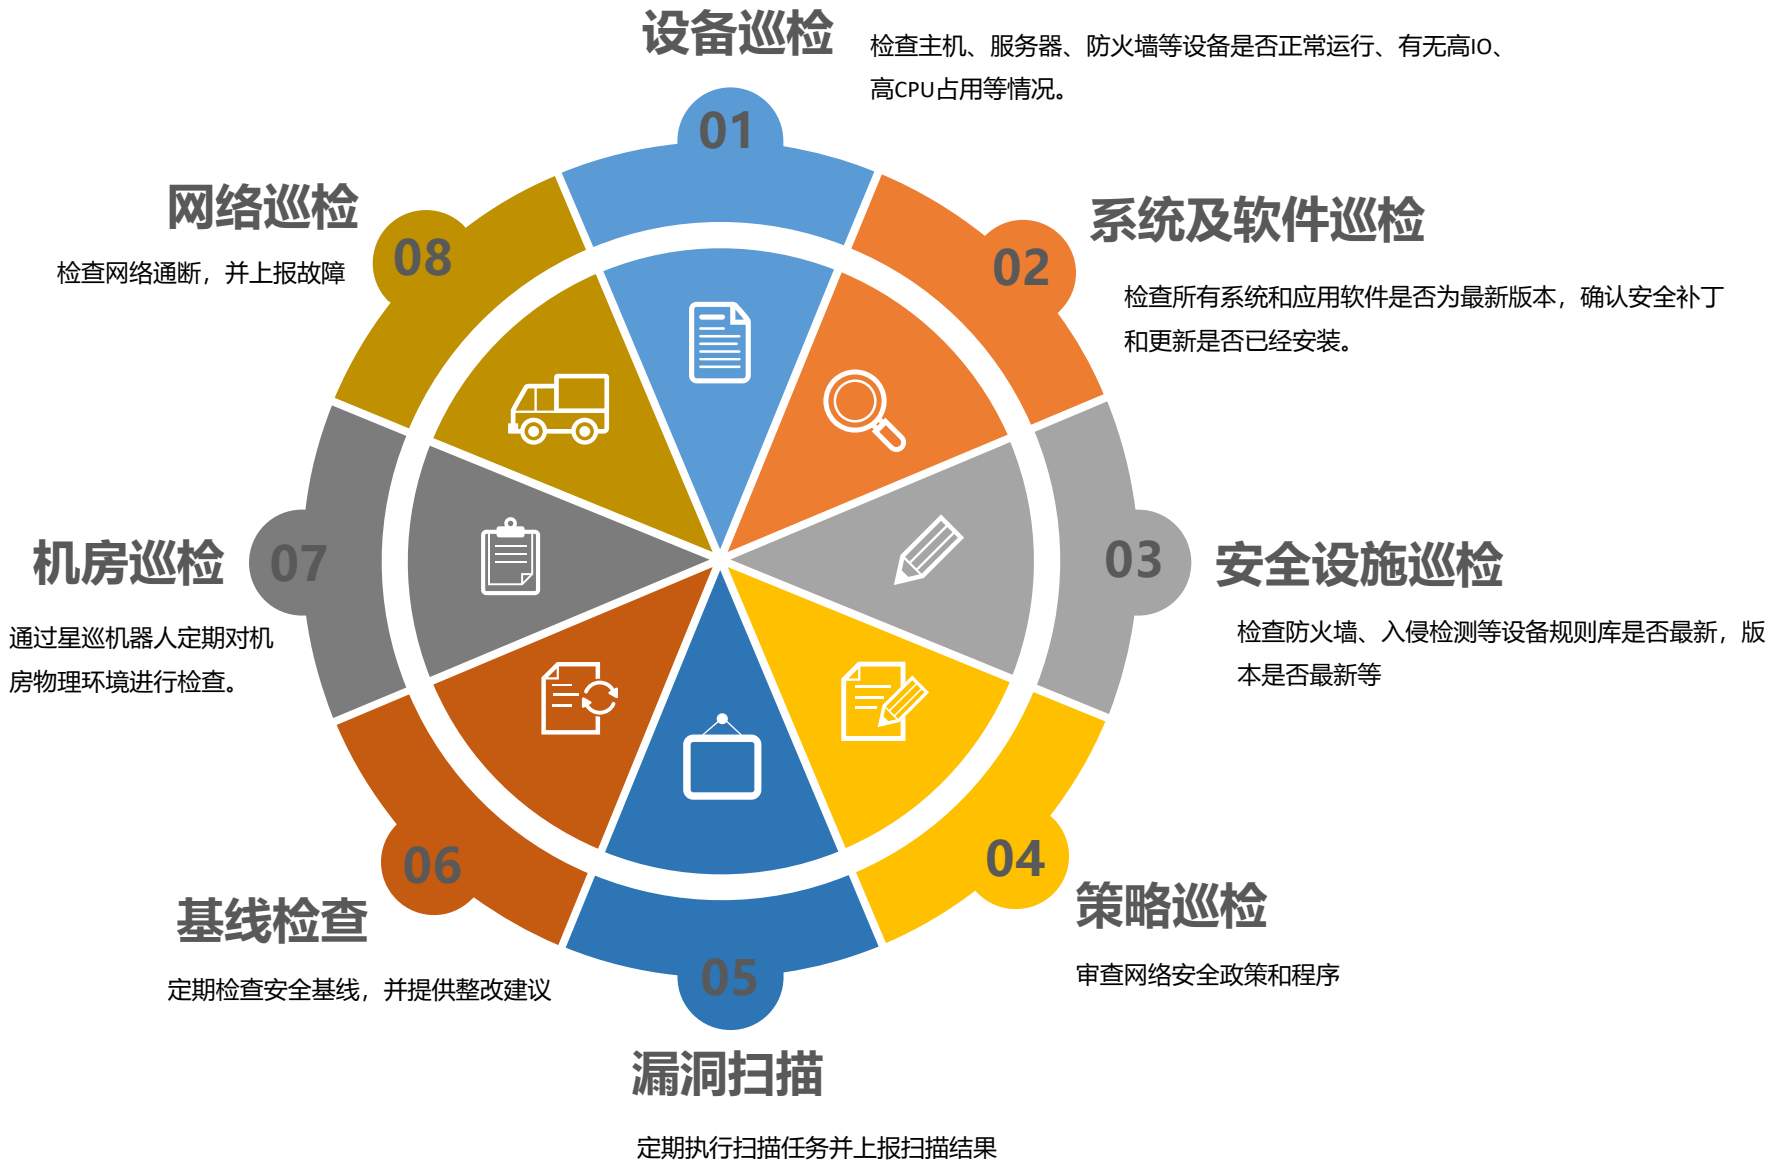 设备巡检
检查主机、服务器、防火墙等设备是否正常运行、有无高IO、
高CPU占用等情况。
01
系统及软件巡检
检查所有系统和应用软件是否为最新版本，确认安全补丁
和更新是否已经安装。
02
安全设施巡检
检查防火墙、入侵检测等设备规则库是否最新，版
本是否最新等
03
策略巡检
审查网络安全政策和程序
04
漏洞扫描
定期执行扫描任务并上报扫描结果
05
基线检查
定期检查安全基线，并提供整改建议
06
机房巡检
通过星巡机器人定期对机
房物理环境进行检查。
07
网络巡检
检查网络通断，并上报故障
08